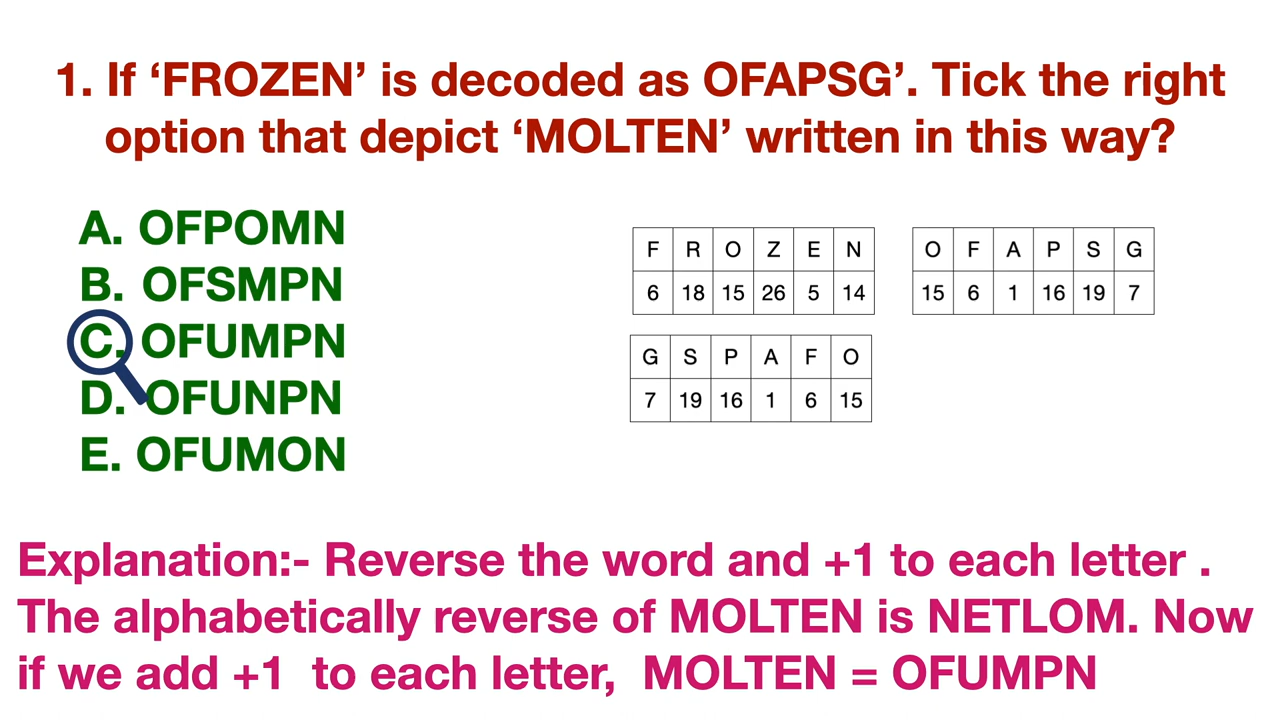 1. If ‘FROZEN’ is decoded as OFAPSG’. Tick the right
option that depict ‘MOLTEN’ written in this way?
A. OFPOMN
B. OFSMPN
C. OFUMPN
D. OFUNPN
E. OFUMON
F R O Z E N
6 18 15 26 5 14
O F A P S G
15 6 1 16 19 7
G S P A F O
7 19 16 1 6 15
Explanation:- Reverse the word and +1 to each letter .
The alphabetically reverse of MOLTEN is NETLOM. Now
if we add +1 to each letter, MOLTEN = OFUMPN